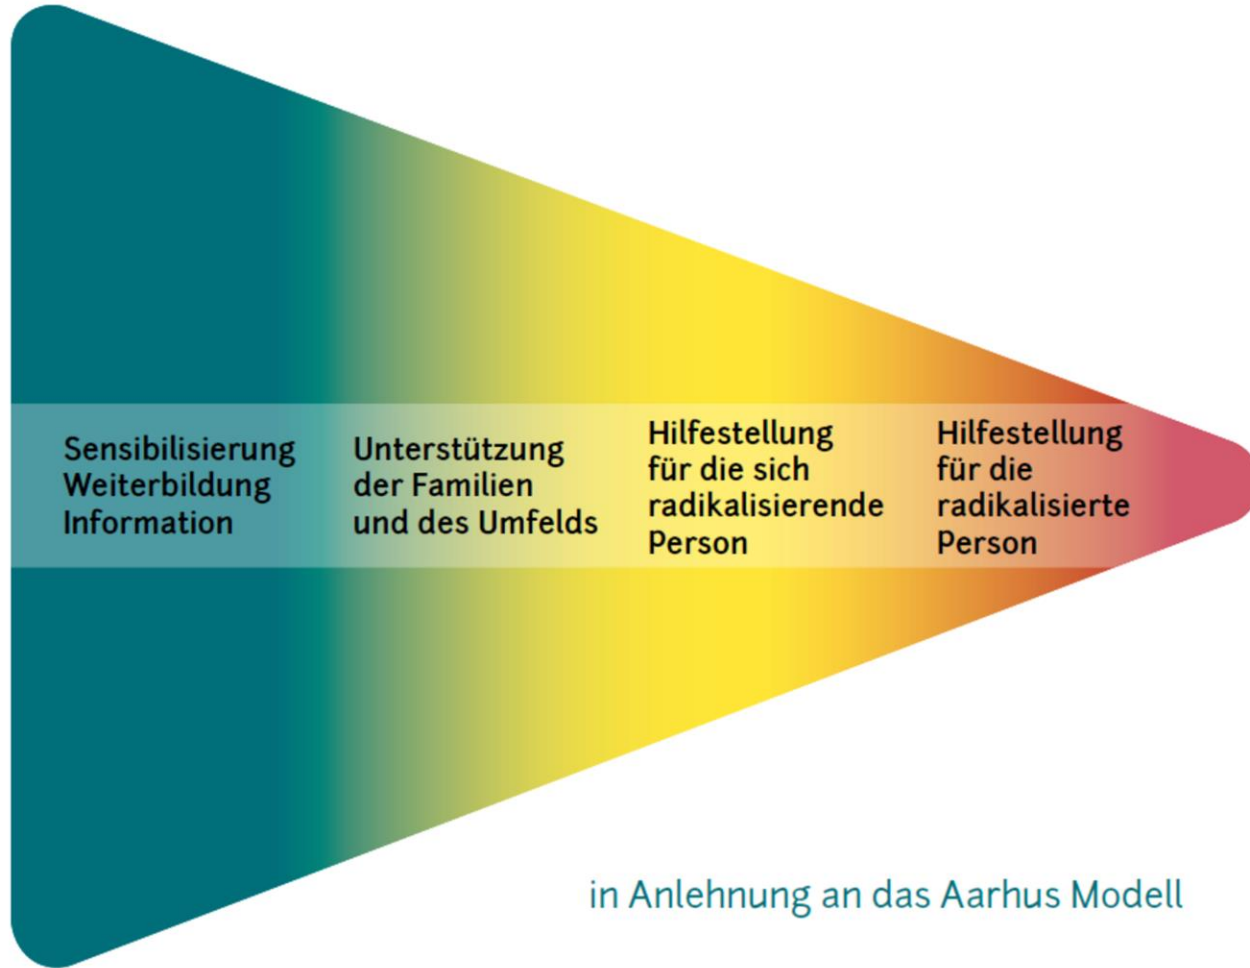 Sensibilisierung
Weiterbildung
Information
Unterstützung
der Familien
und des Umfelds
Hilfestellung
für die sich
radikalisierende
Person
Hilfestellung
für die
radikalisierte
Person
in Anlehnung an das Aarhus Modell